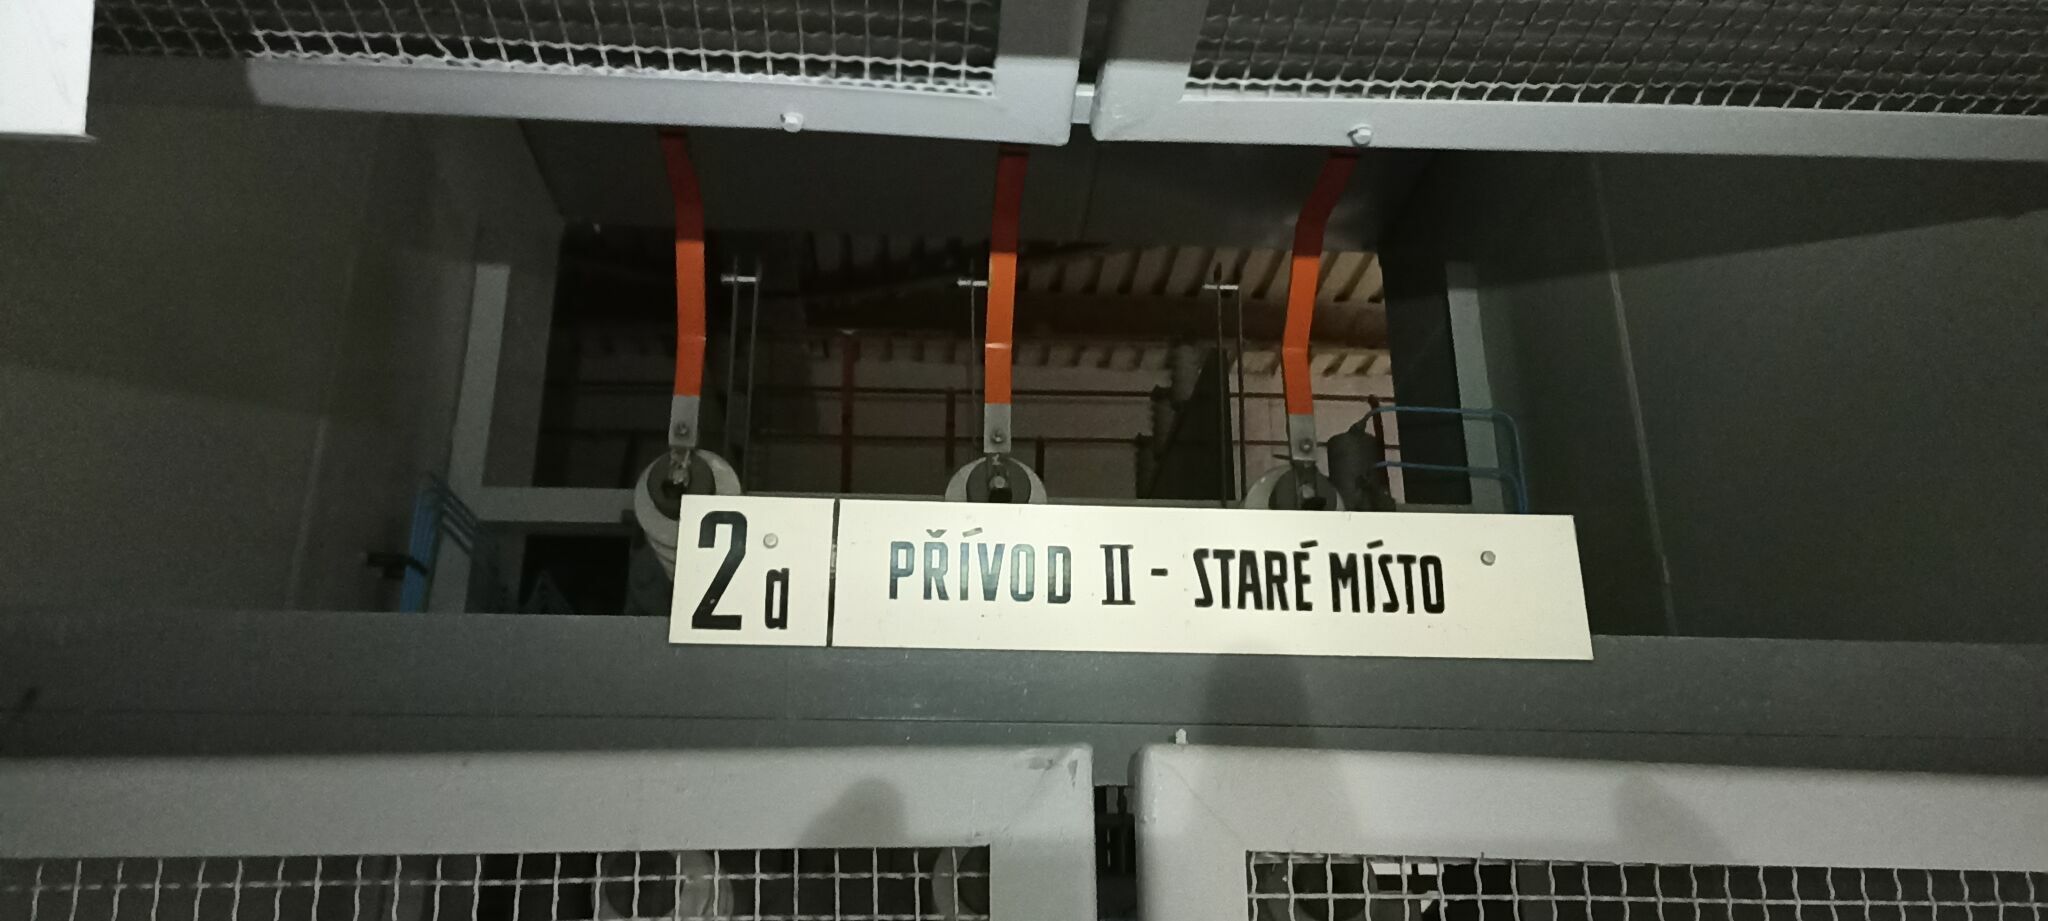 2a PŘÍVOD II - STARÉ MÍSTO